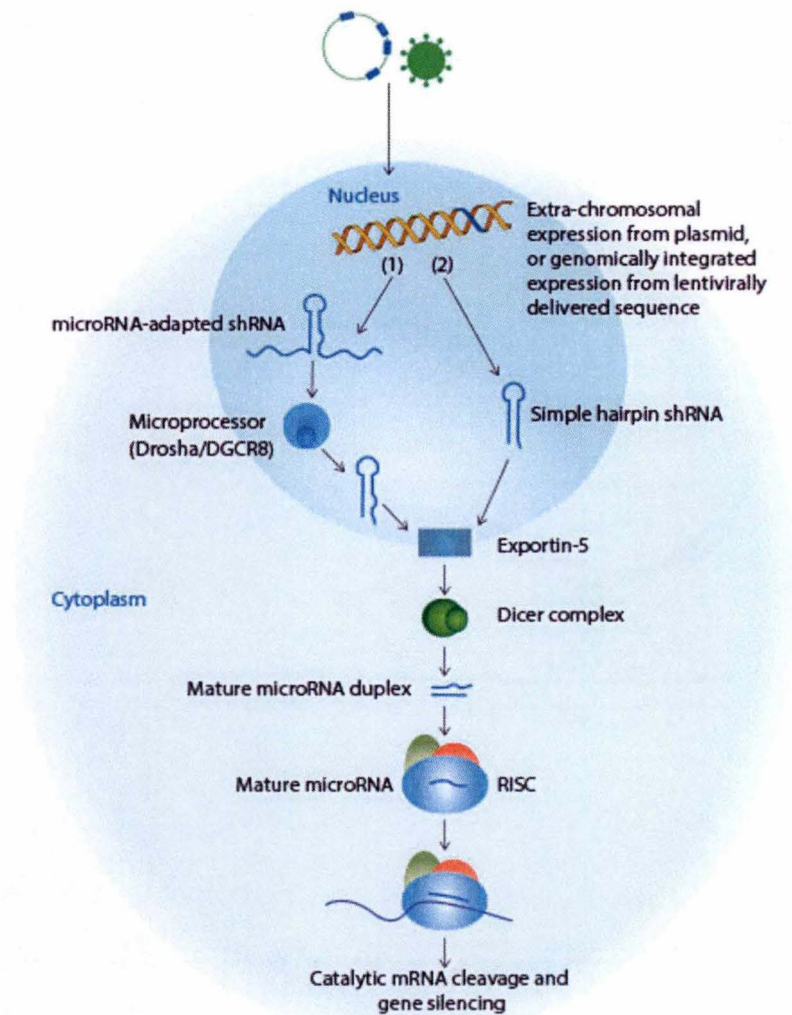 Nucleus
Extra-chromosomal
expression from plasmid,
or genomically integrated
expression from lentivirally
delivered sequence
(1) (2)
microRNA-adapted shRNA
Microprocessor
(Drosha/DGCR8)
Simple hairpin shRNA
Exportin-5
Cytoplasm
Dicer complex
Mature microRNA duplex
Mature microRNA
RISC
Catalytic mRNA cleavage and
gene silencing